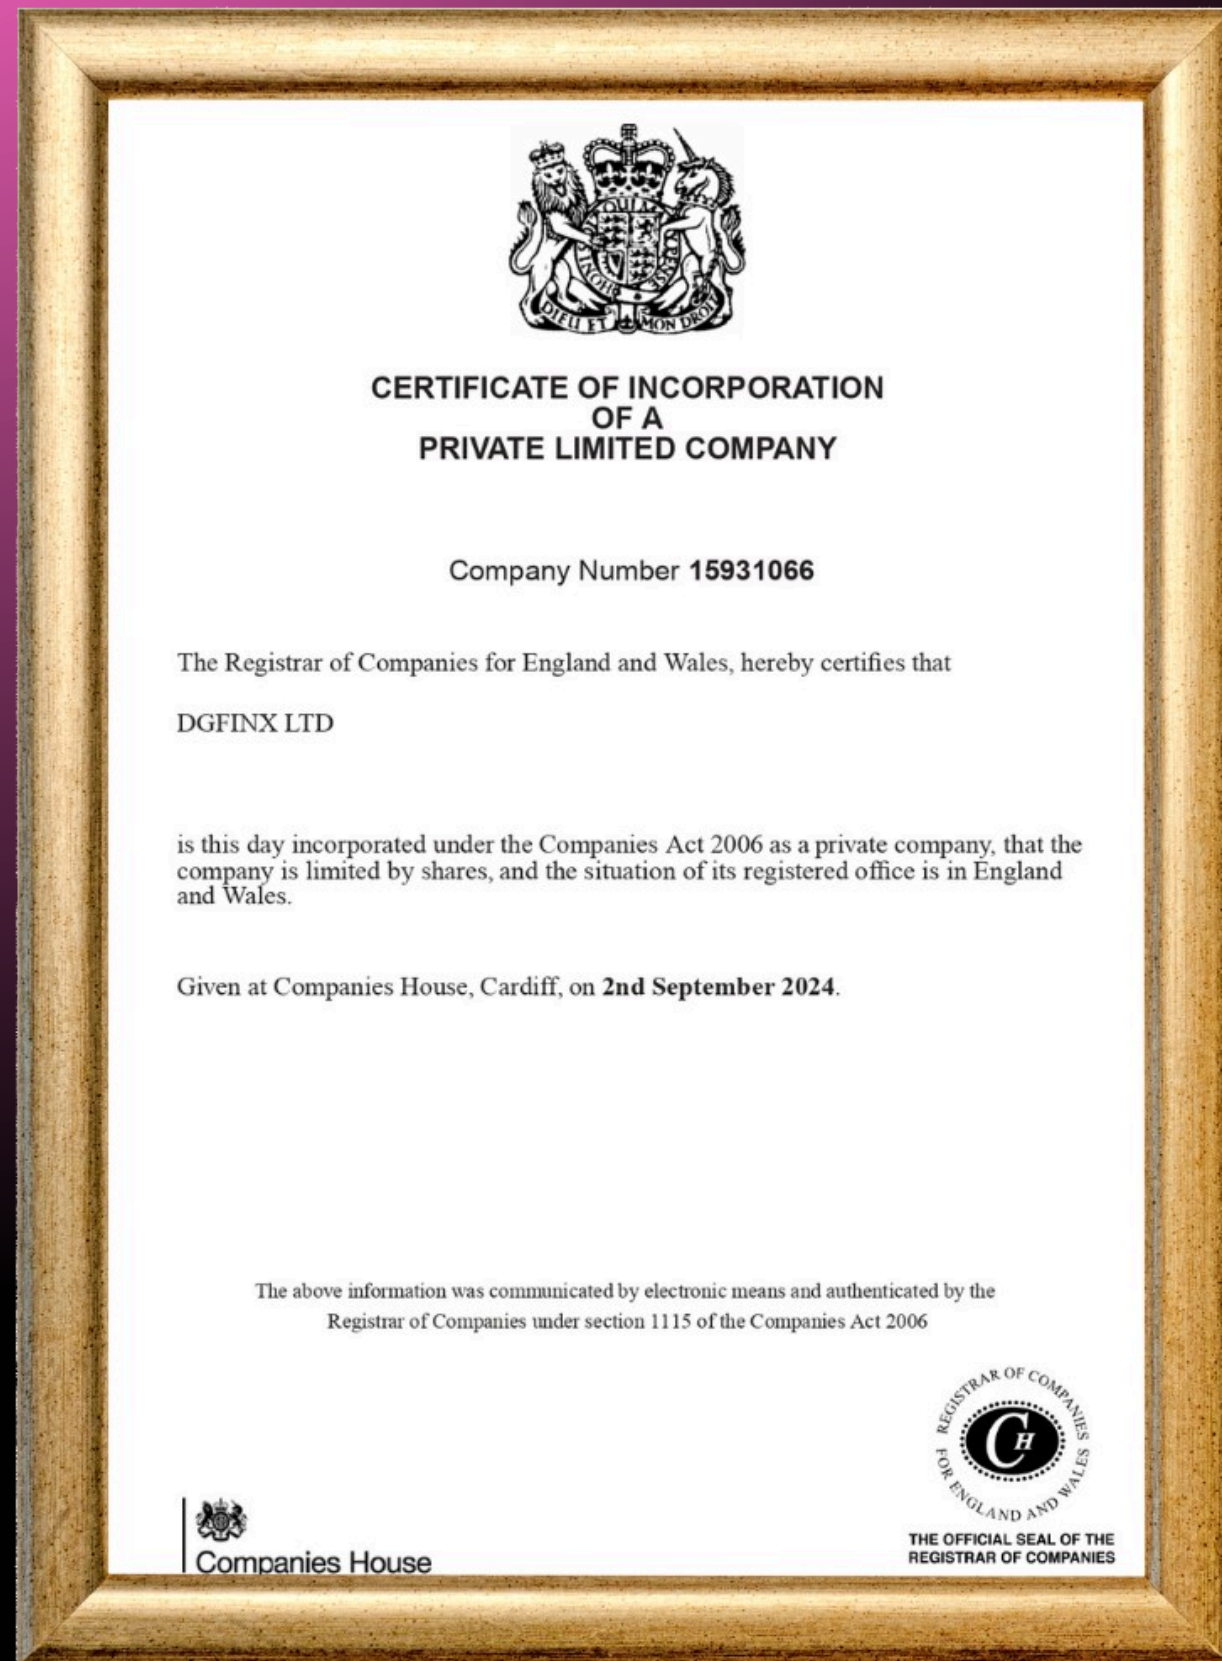 DIEU ET MON DROIT
CERTIFICATE OF INCORPORATION
OF A
PRIVATE LIMITED COMPANY
Company Number 15931066
The Registrar of Companies for England and Wales, hereby certifies that
DGFINX LTD
is this day incorporated under the Companies Act 2006 as a private company, that the
company is limited by shares, and the situation of its registered office is in England
and Wales.
Given at Companies House, Cardiff, on 2nd September 2024.
The above information was communicated by electronic means and authenticated by the
Registrar of Companies under section 1115 of the Companies Act 2006
REGISTRAR OF COMPANIES
FOR ENGLAND AND WALES
CH
THE OFFICIAL SEAL OF THE
REGISTRAR OF COMPANIES
Companies House